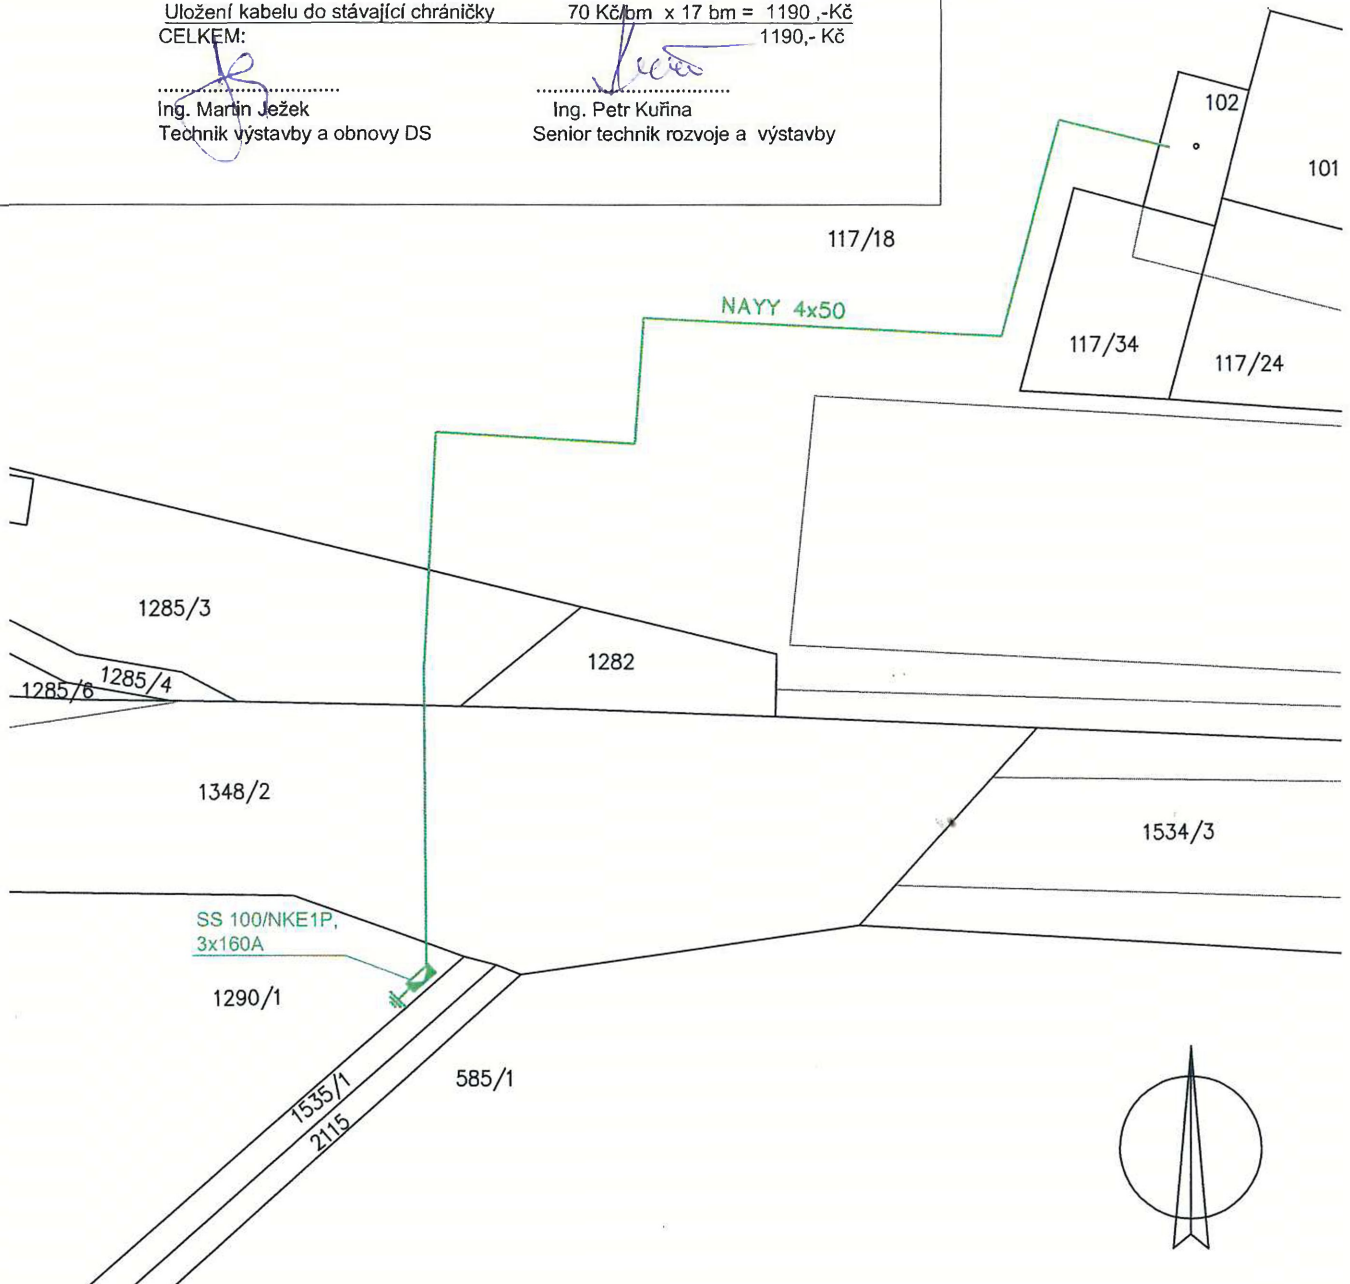 Uložení kabelu do stávající chráničky 70 Kč/bm x 17 bm = 1190 ,-Kč
CELKEM: 1190,- Kč
Ing. Martin Ježek Ing. Petr Kuřina
Technik výstavby a obnovy DS Senior technik rozvoje a výstavby
102
101
117/18
NAYY 4x50
117/34
117/24
1285/3
1282
1285/4
1285/6
1348/2
1534/3
SS 100/NKE1P,
3x160A
1290/1
585/1
1535/1
2115